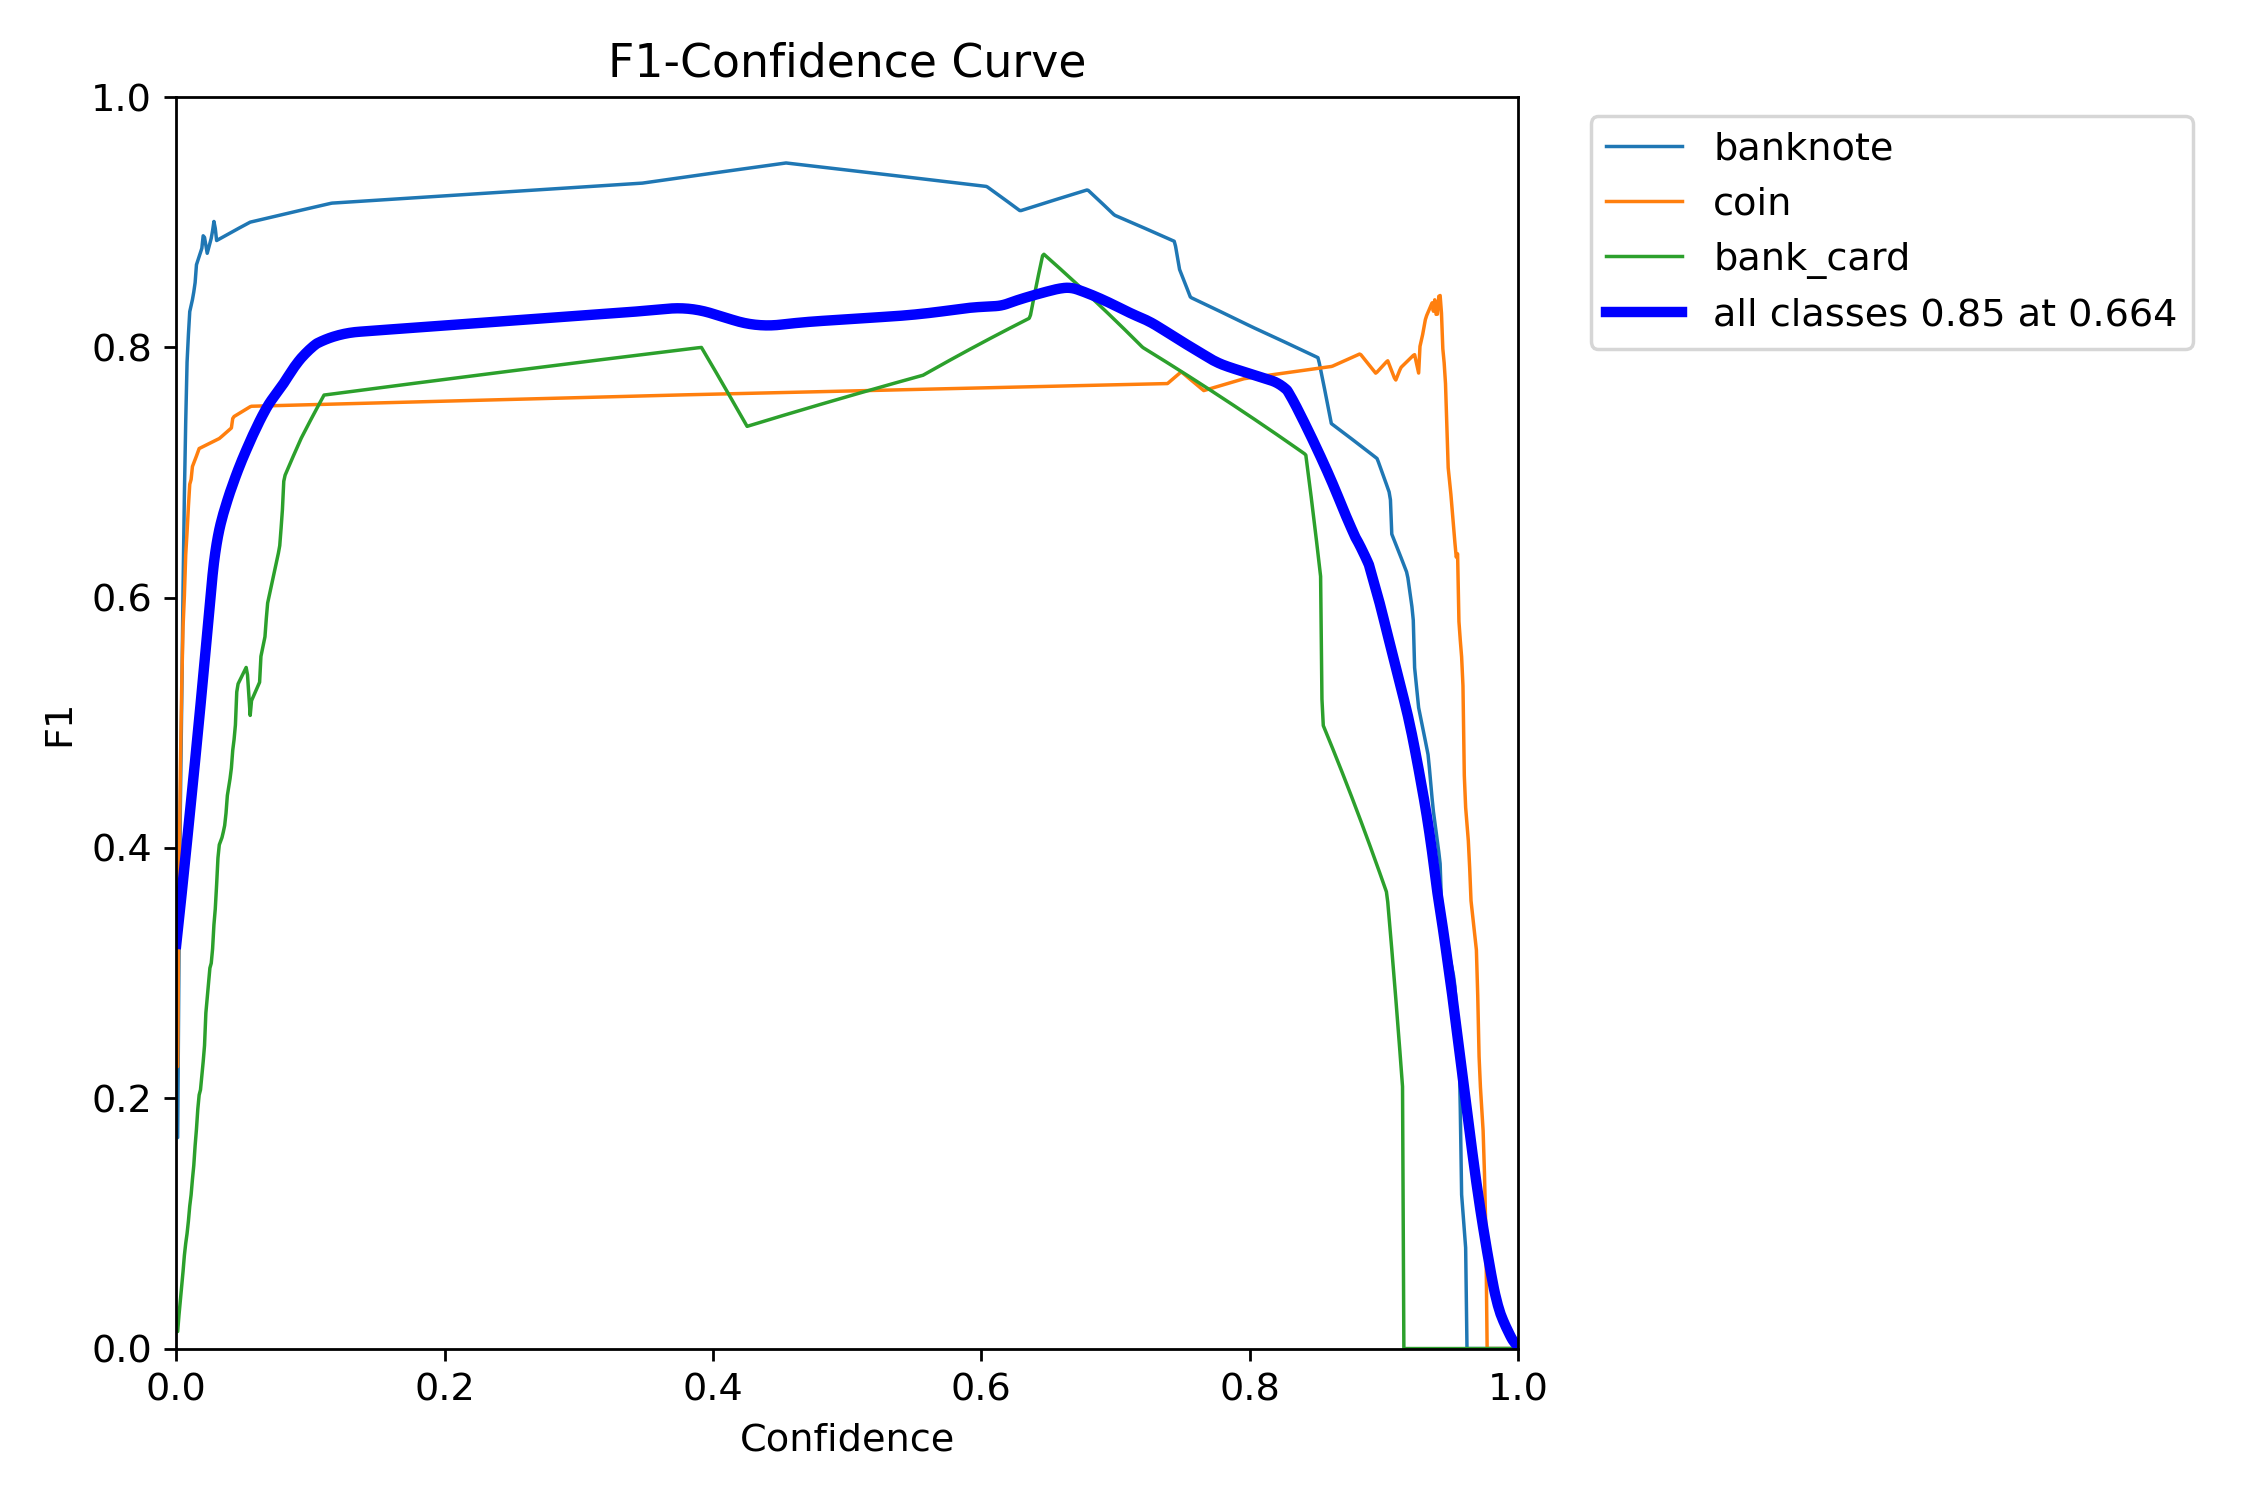 F1-Confidence Curve
1.0
0.8
0.6
0.4
0.2
0.0
F1
0.0 0.2 0.4 0.6 0.8 1.0
Confidence
banknote
coin
bank_card
all classes 0.85 at 0.664